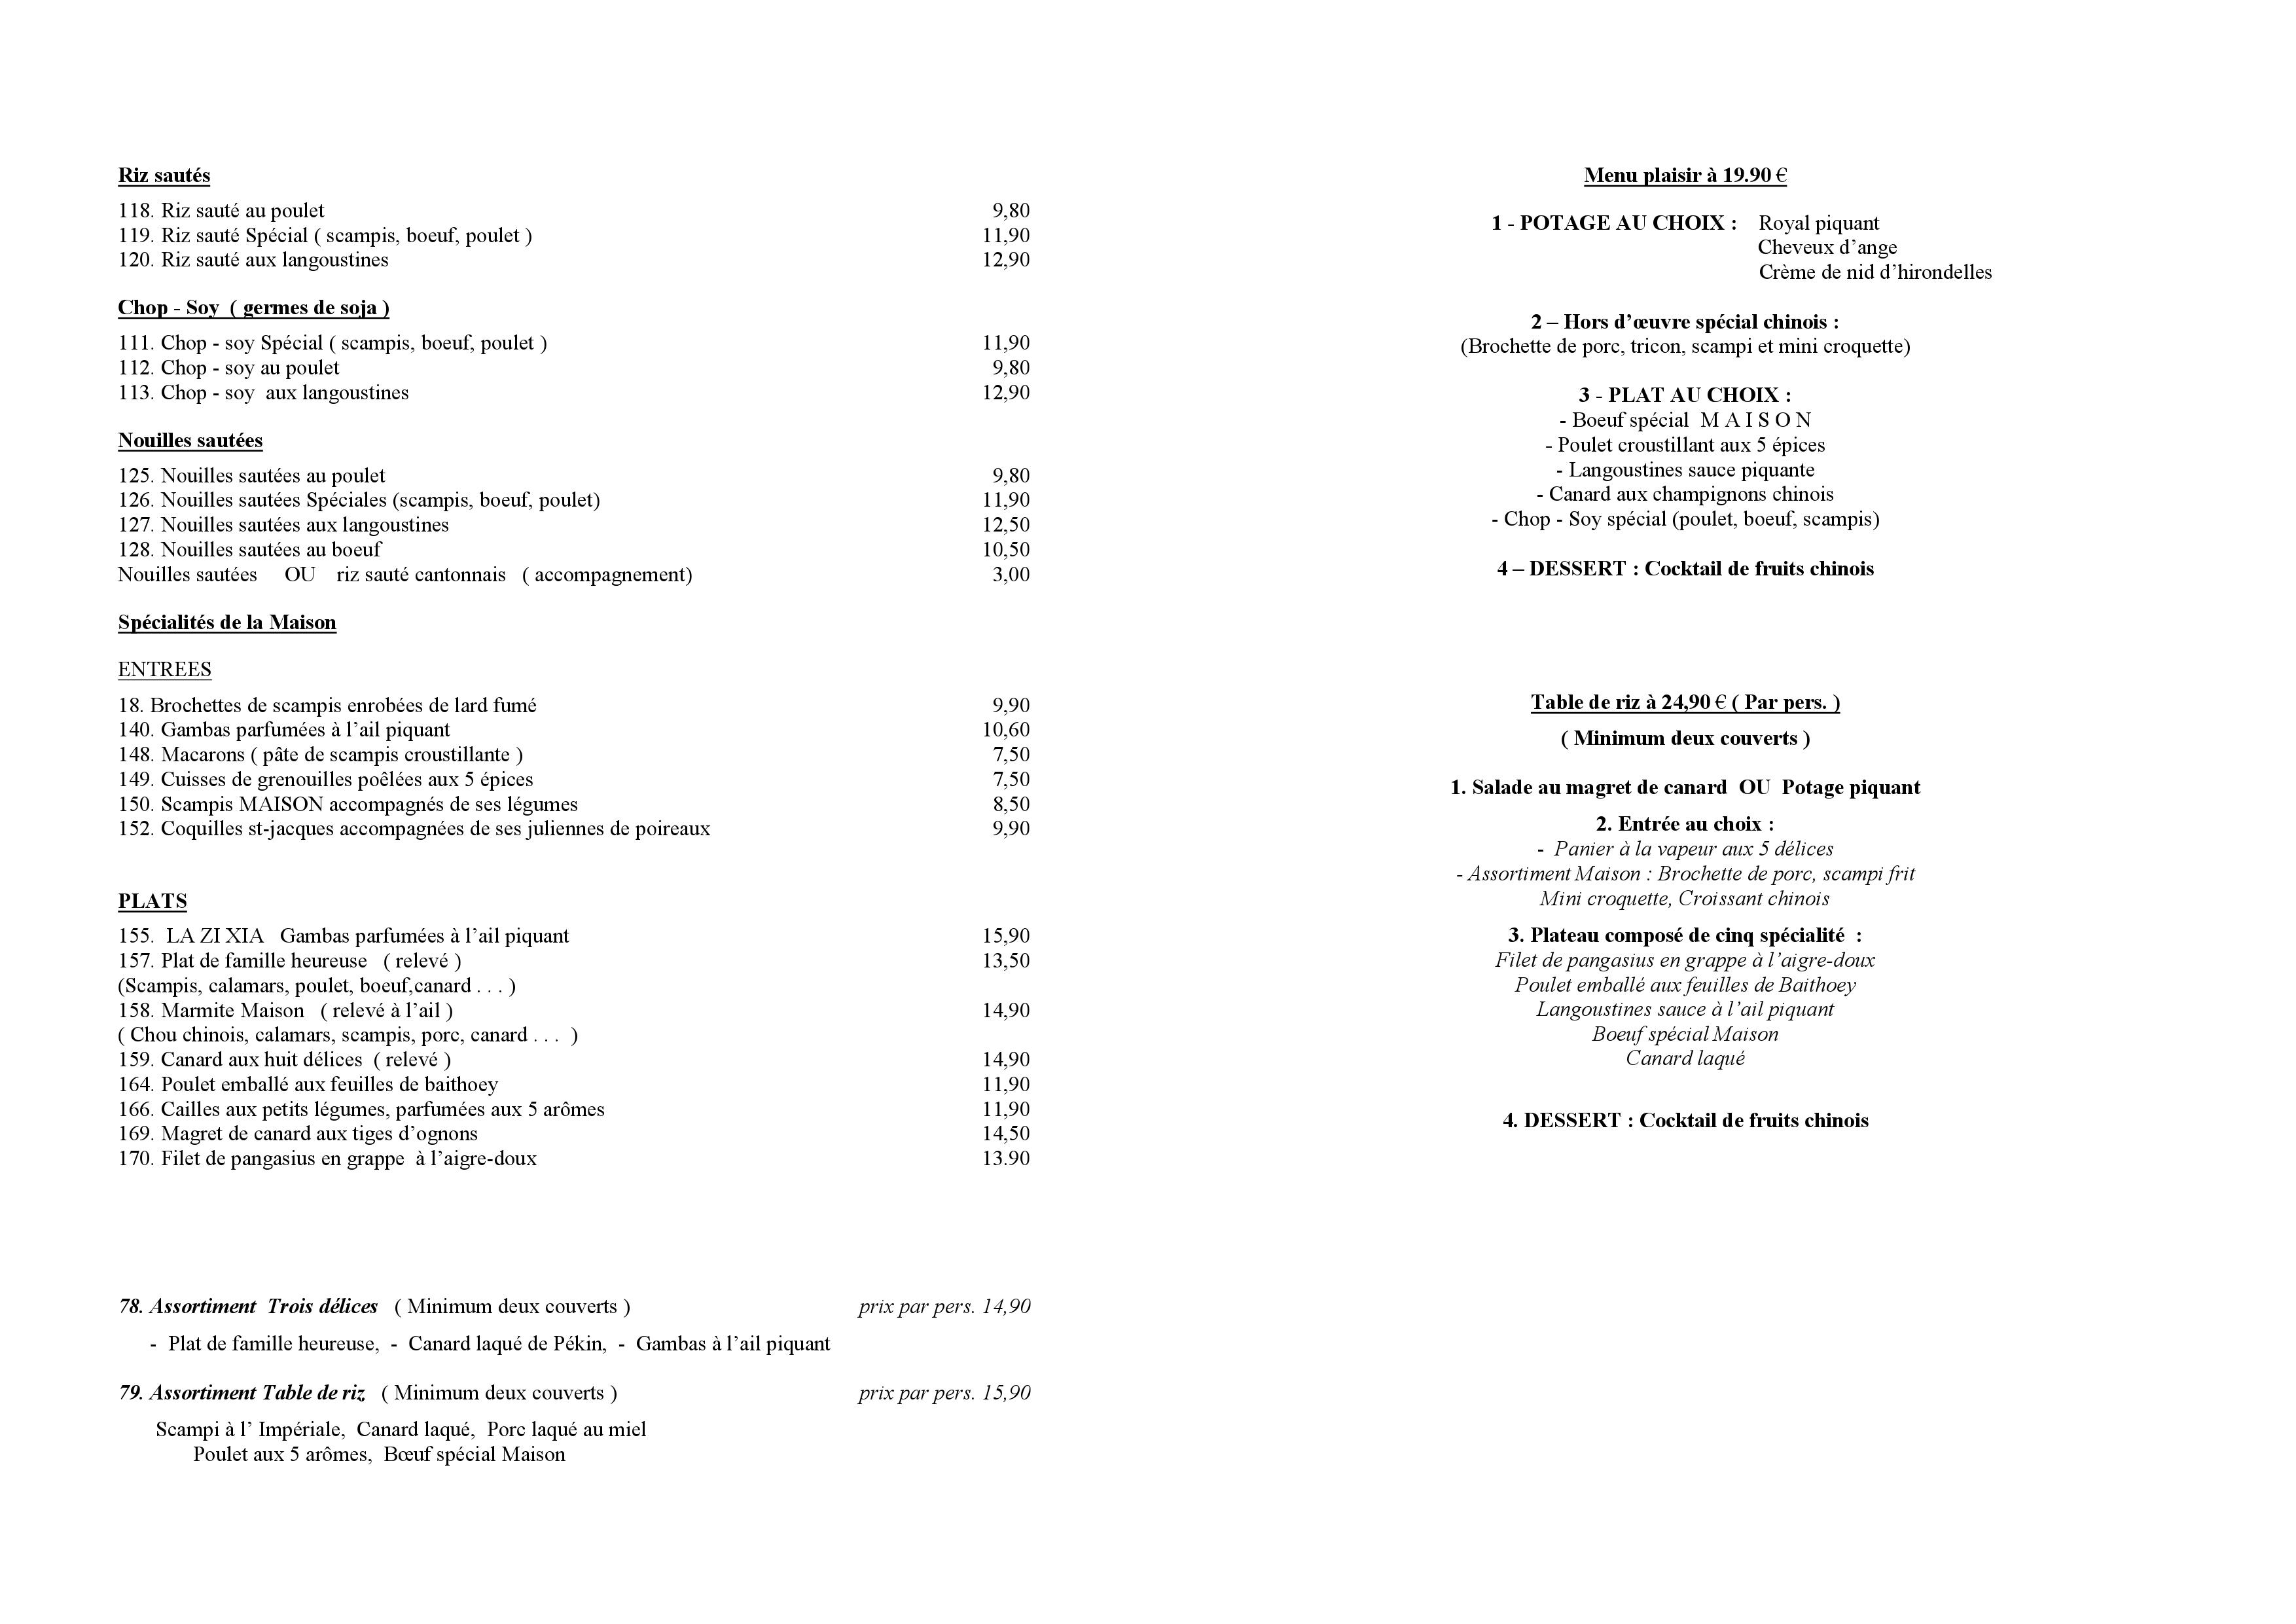 Riz sautés
118. Riz sauté au poulet 9,80
119. Riz sauté Spécial ( scampis, boeuf, poulet ) 11,90
120. Riz sauté aux langoustines 12,90
Chop - Soy ( germes de soja )
111. Chop - soy Spécial ( scampis, boeuf, poulet ) 11,90
112. Chop - soy au poulet 9,80
113. Chop - soy aux langoustines 12,90
Nouilles sautées
125. Nouilles sautées au poulet 9,80
126. Nouilles sautées Spéciales (scampis, boeuf, poulet) 11,90
127. Nouilles sautées aux langoustines 12,50
128. Nouilles sautées au boeuf 10,50
Nouilles sautées OU riz sauté cantonnais ( accompagnement) 3,00
Spécialités de la Maison
ENTREES
18. Brochettes de scampis enrobées de lard fumé 9,90
140. Gambas parfumées à l’ail piquant 10,60
148. Macarons ( pâte de scampis croustillante ) 7,50
149. Cuisses de grenouilles poêlées aux 5 épices 7,50
150. Scampis MAISON accompagnés de ses légumes 8,50
152. Coquilles st-jacques accompagnées de ses juliennes de poireaux 9,90
PLATS
155. LA ZI XIA Gambas parfumées à l’ail piquant 15,90
157. Plat de famille heureuse ( relevé ) 13,50
(Scampis, calamars, poulet, boeuf,canard . . . )
158. Marmite Maison ( relevé à l’ail ) 14,90
( Chou chinois, calamars, scampis, porc, canard . . . )
159. Canard aux huit délices ( relevé ) 14,90
164. Poulet emballé aux feuilles de baithoey 11,90
166. Cailles aux petits légumes, parfumées aux 5 arômes 11,90
169. Magret de canard aux tiges d’ognons 14,50
170. Filet de pangasius en grappe à l’aigre-doux 13.90
78. Assortiment Trois délices ( Minimum deux couverts ) prix par pers. 14,90
- Plat de famille heureuse, - Canard laqué de Pékin, - Gambas à l’ail piquant
79. Assortiment Table de riz ( Minimum deux couverts ) prix par pers. 15,90
Scampi à l’ Impériale, Canard laqué, Porc laqué au miel
Poulet aux 5 arômes, Bœuf spécial Maison
Menu plaisir à 19.90 €
1 - POTAGE AU CHOIX : Royal piquant
Cheveux d’ange
Crème de nid d’hirondelles
2 – Hors d’œuvre spécial chinois :
(Brochette de porc, tricon, scampi et mini croquette)
3 - PLAT AU CHOIX :
- Boeuf spécial M A I S O N
- Poulet croustillant aux 5 épices
- Langoustines sauce piquante
- Canard aux champignons chinois
- Chop - Soy spécial (poulet, boeuf, scampis)
4 – DESSERT : Cocktail de fruits chinois
Table de riz à 24,90 € ( Par pers. )
( Minimum deux couverts )
1. Salade au magret de canard OU Potage piquant
2. Entrée au choix :
- Panier à la vapeur aux 5 délices
- Assortiment Maison : Brochette de porc, scampi frit
Mini croquette, Croissant chinois
3. Plateau composé de cinq spécialité :
Filet de pangasius en grappe à l’aigre-doux
Poulet emballé aux feuilles de Baithoey
Langoustines sauce à l’ail piquant
Boeuf spécial Maison
Canard laqué
4. DESSERT : Cocktail de fruits chinois